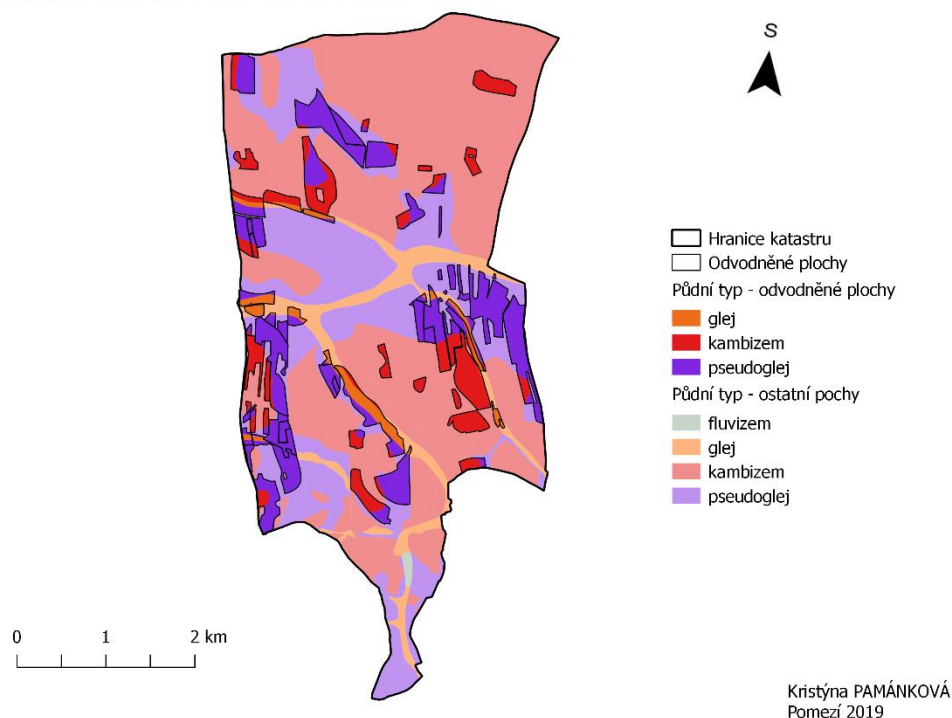 S
Hranice katastru
Odvodněné plochy
Půdní typ - odvodněné plochy
glej
kambizem
pseudoglej
Půdní typ - ostatní pochy
fluvizem
glej
kambizem
pseudoglej
0 1 2 km
Kristýna PAMÁNKOVÁ
Pomezí 2019